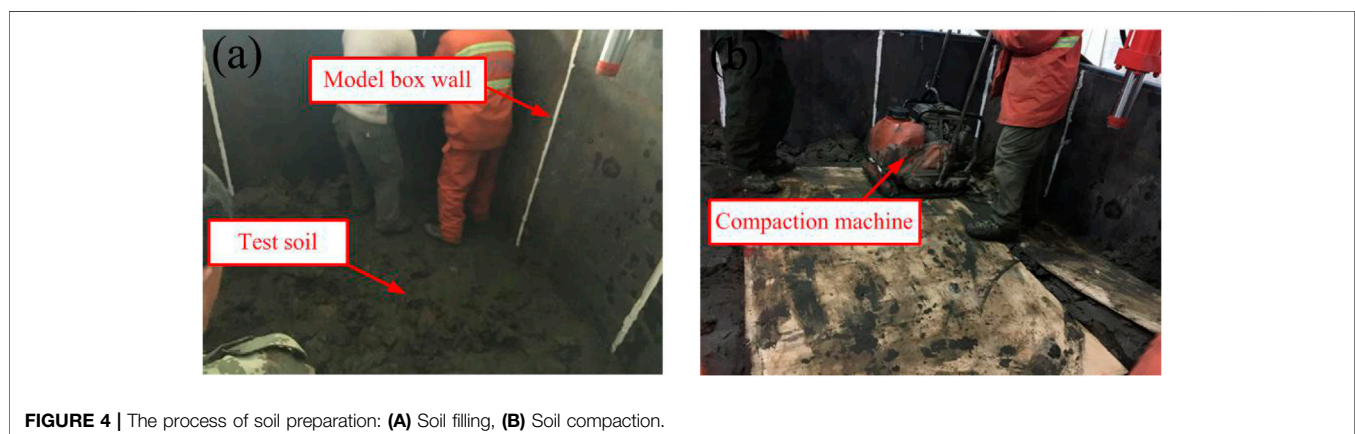 (a)
Model box wall
Test soil
(b)
Compaction machine
FIGURE 4 | The process of soil preparation: (A) Soil filling, (B) Soil compaction.